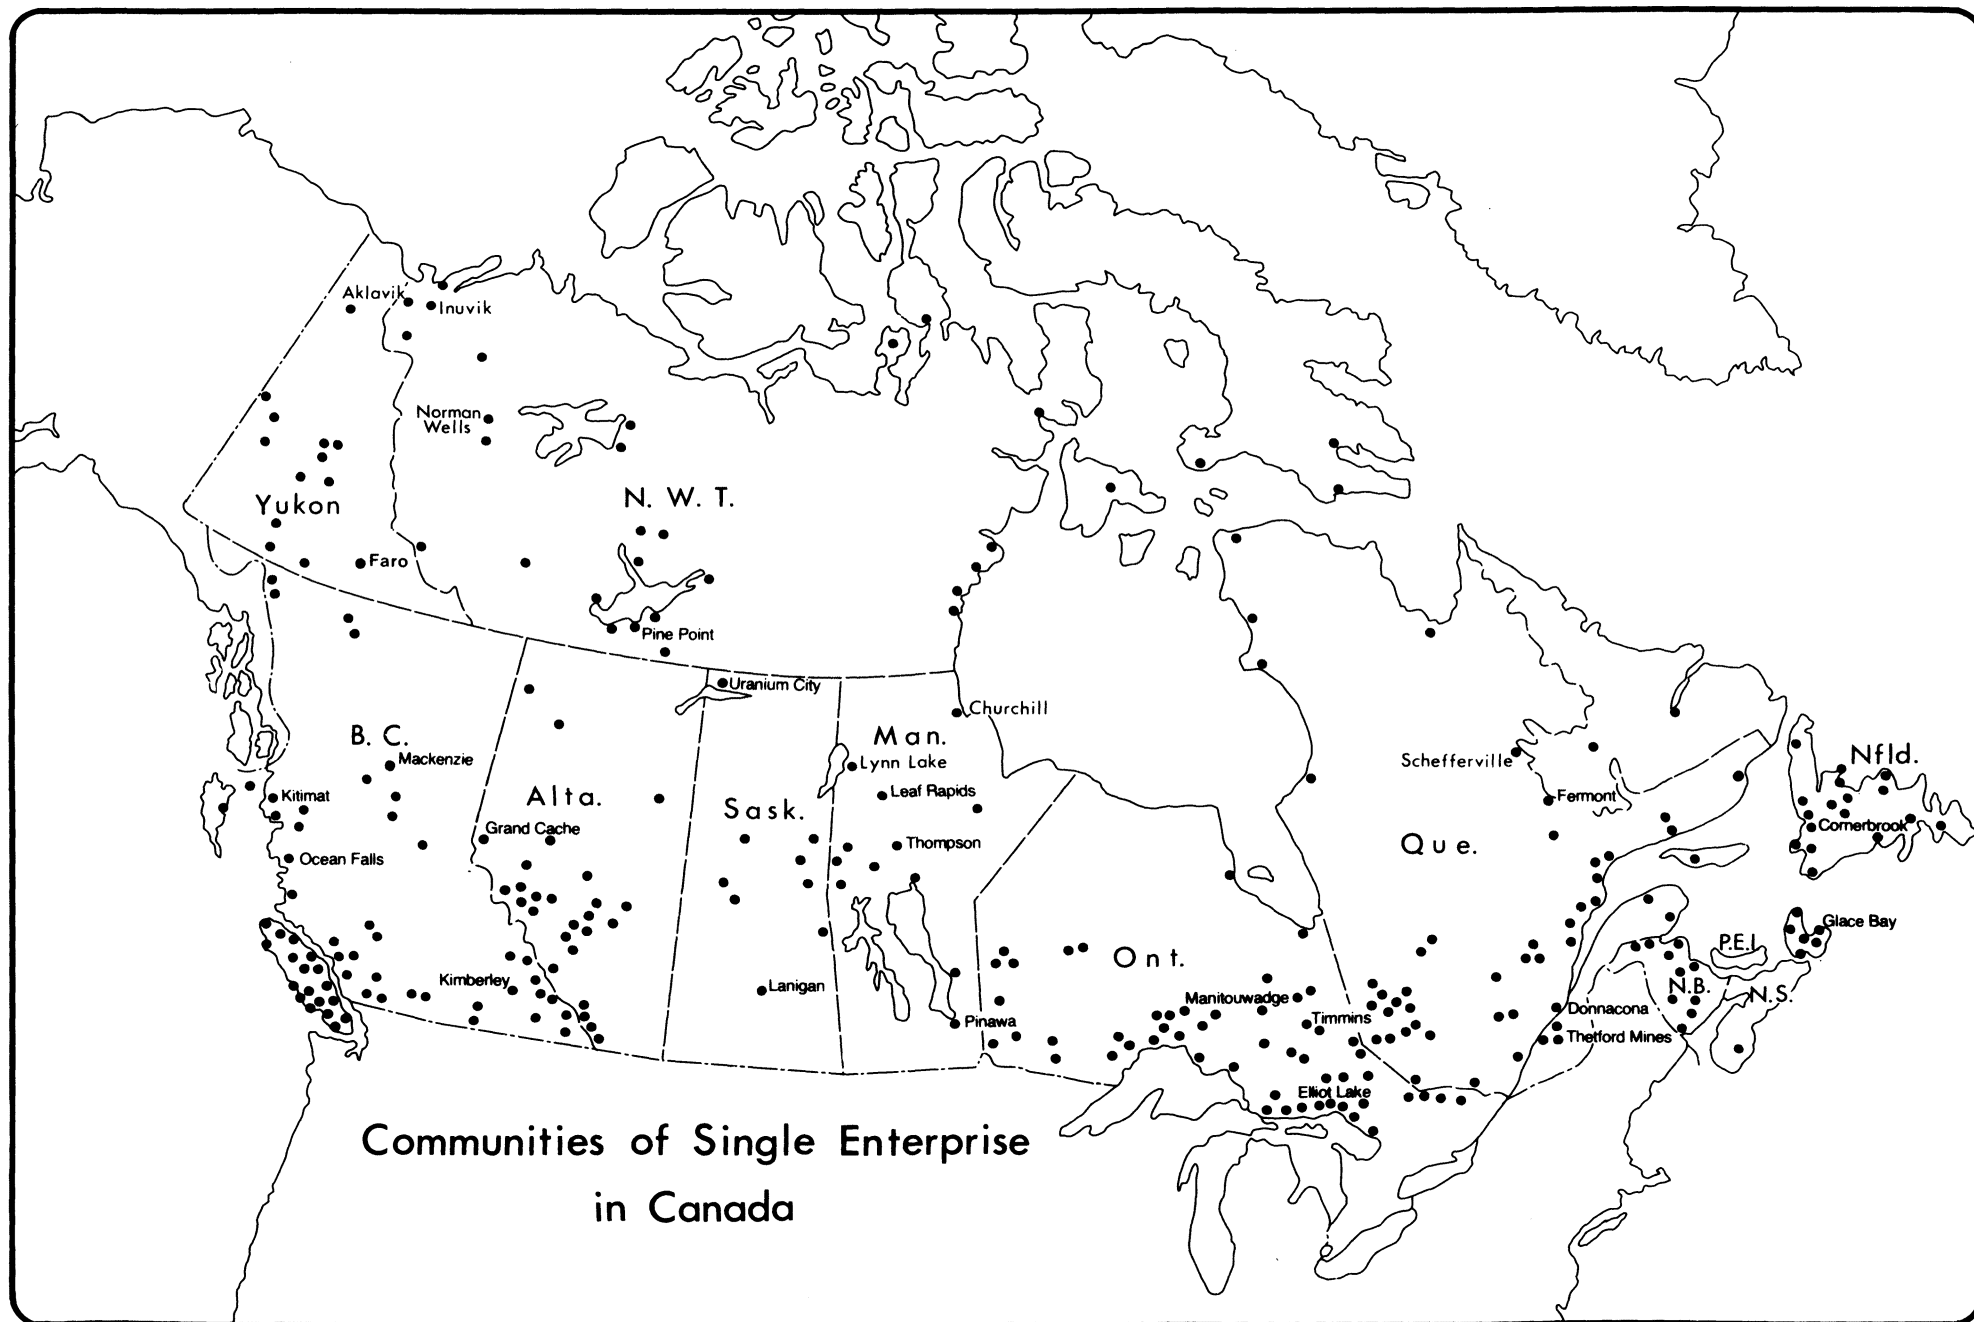 Aklavik
Inuvik
Norman
Wells
N. W. T.
Yukon
Faro
Pine Point
Uranium City
Churchill
B. C.
Man.
Mackenzie
Lynn Lake
Schefferville
Nfld.
Kitimat
Alta.
Leaf Rapids
Fermont
Sask.
Grand Cache
Cornerbrook
Thompson
Que.
Ocean Falls
Glace Bay
P.E.I.
Ont.
Kimberley
Lanigan
Manitouwadge
N.B.
N.S.
Donnacona
Pinawa
Timmins
Thetford Mines
Elliot Lake
Communities of Single Enterprise
in Canada